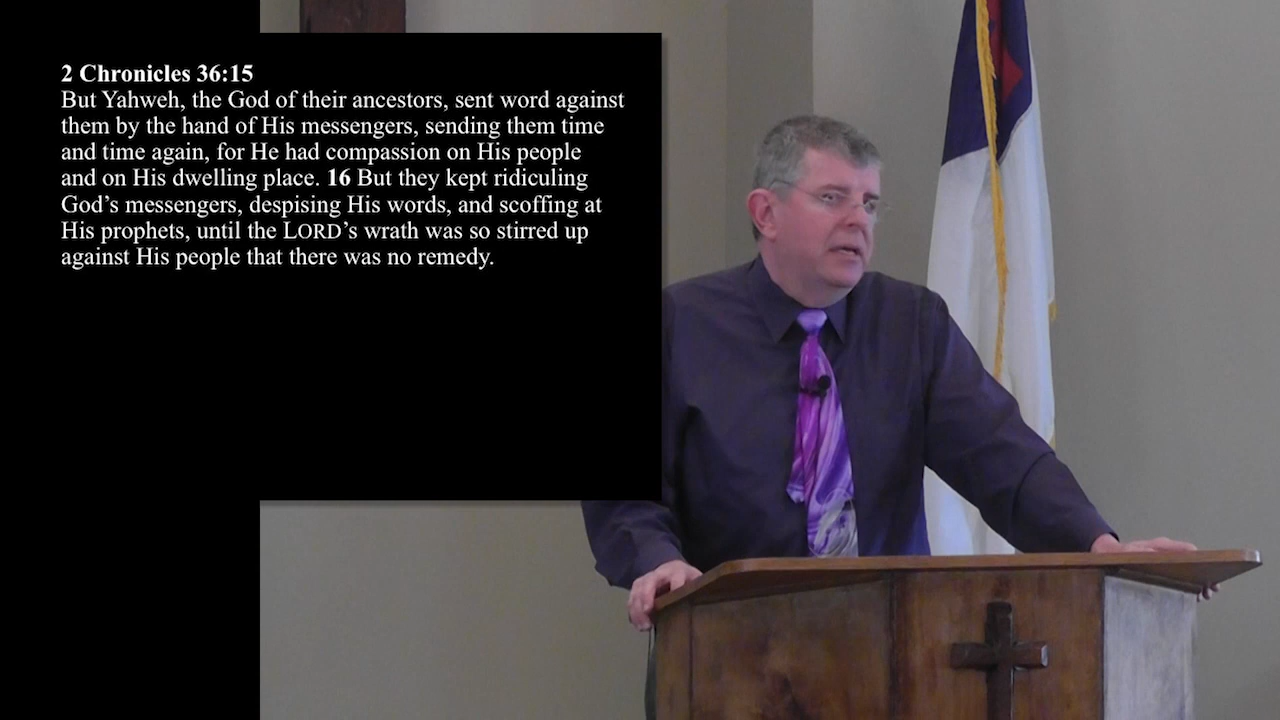 2 Chronicles 36:15
But Yahweh, the God of their ancestors, sent word against
them by the hand of His messengers, sending them time
and time again, for He had compassion on His people
and on His dwelling place. 16 But they kept ridiculing
God’s messengers, despising His words, and scoffing at
His prophets, until the LORD’s wrath was so stirred up
against His people that there was no remedy.